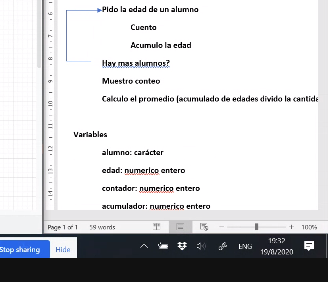 Pido la edad de un alumno
Cuento
Acumulo la edad
Hay mas alumnos?
Muestro conteo
Calculo el promedio (acumulado de edades divido la cantida
Variables
alumno: carácter
edad: numerico entero
contador: numerico entero
acumulador: numerico entero
Page 1 of 1 59 words 100%
Stop sharing Hide ENG 19:32
19/8/2020